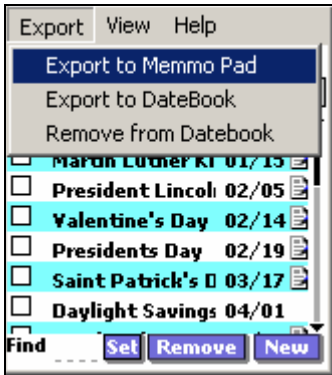 Export View Help
Export to Memmo Pad
Export to DateBook
Remove from Datebook
Martin Luther Ki 01/15
President Lincol 02/05
Valentine's Day 02/14
Presidents Day 02/19
Saint Patrick's D 03/17
Daylight Savings 04/01
Find Set Remove New